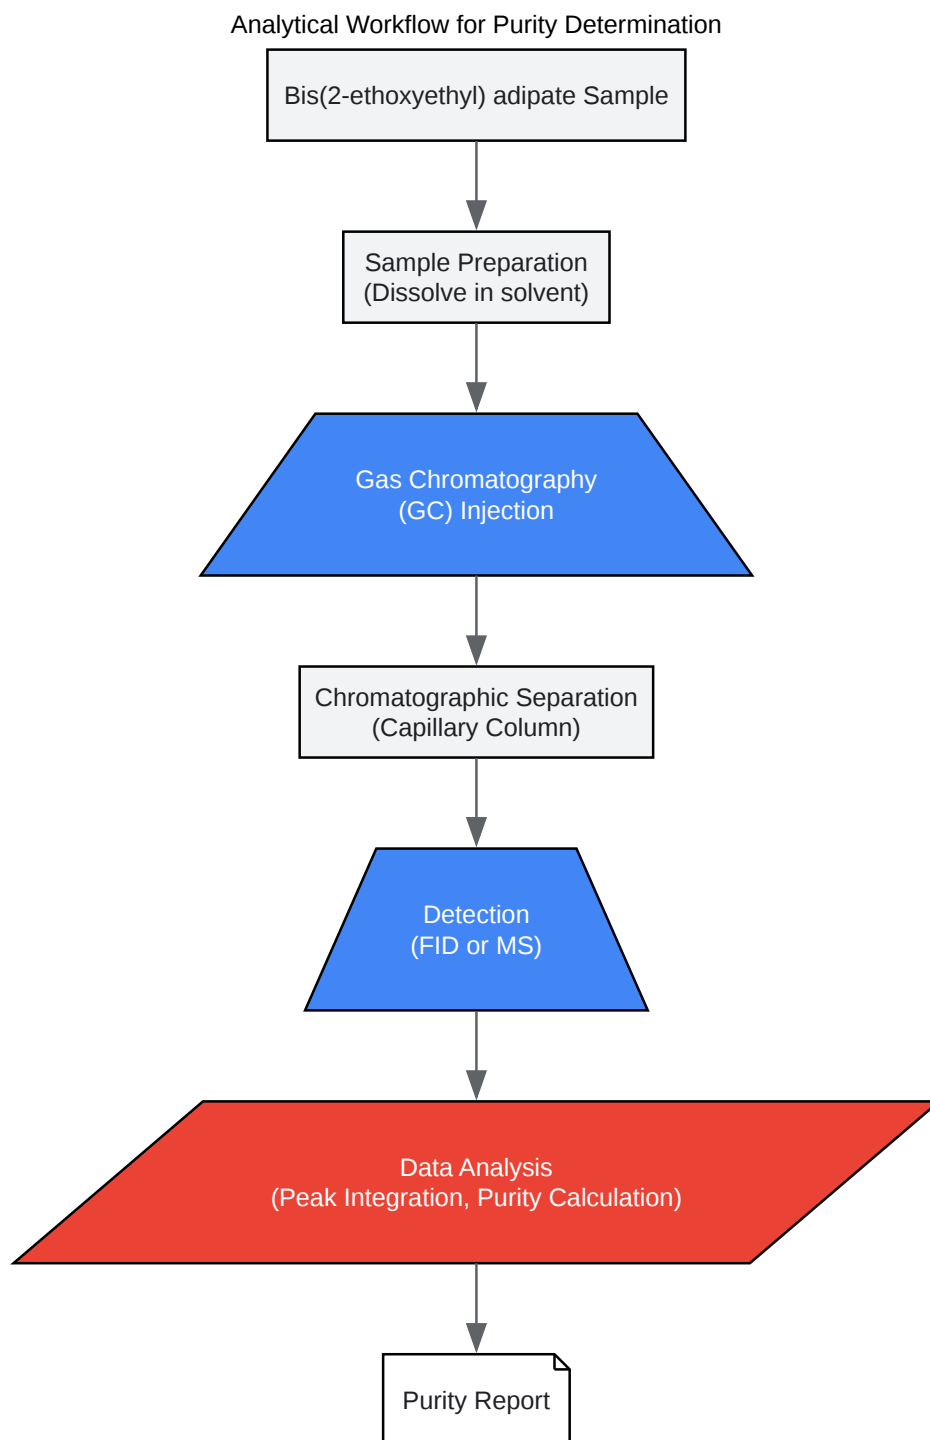 Analytical Workflow for Purity Determination
Bis(2-ethoxyethyl) adipate Sample
Sample Preparation
(Dissolve in solvent)
Gas Chromatography
(GC) Injection
Chromatographic Separation
(Capillary Column)
Detection
(FID or MS)
Data Analysis
(Peak Integration, Purity Calculation)
Purity Report